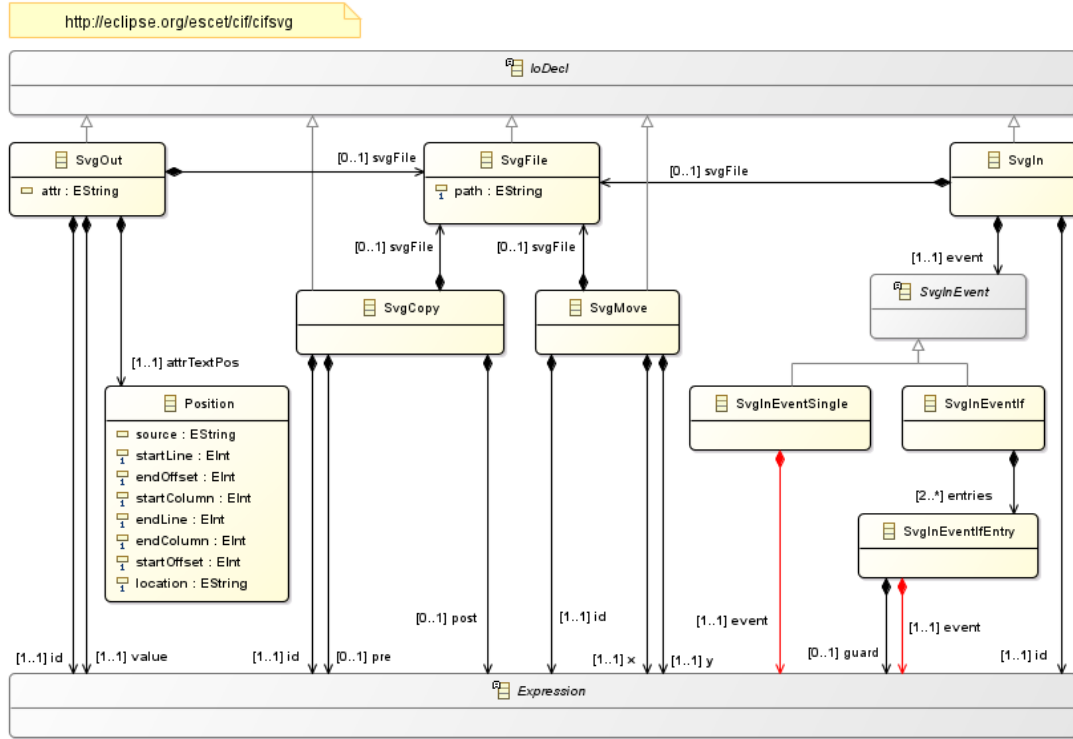 http://eclipse.org/escet/cif/cifsvg
IoDecl
SvgOut
attr : EString
[0..1] svgFile
SvgFile
path : EString
[0..1] svgFile
SvgIn
[0..1] svgFile
[0..1] svgFile
[1..1] event
SvgInEvent
SvgCopy
SvgMove
[1..1] attrTextPos
Position
source : EString
startLine : EInt
endOffset : EInt
startColumn : EInt
endLine : EInt
endColumn : EInt
startOffset : EInt
location : EString
SvgInEventSingle
SvgInEventIf
[2..*] entries
SvgInEventIfEntry
[0..1] post
[1..1] id
[1..1] event
[1..1] event
[1..1] id
[1..1] value
[1..1] id
[0..1] pre
[1..1] x
[1..1] y
[0..1] guard
[1..1] id
Expression